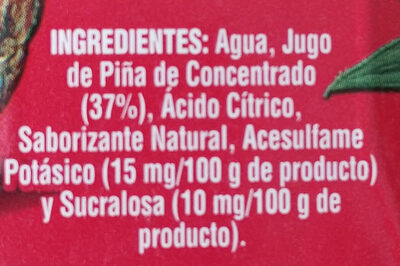 INGREDIENTES: Agua, Jugo
de Piña de Concentrado
(37%), Ácido Cítrico,
Saborizante Natural, Acesulfame
Potásico (15 mg/100 g de producto)
y Sucralosa (10 mg/100 g de
producto).